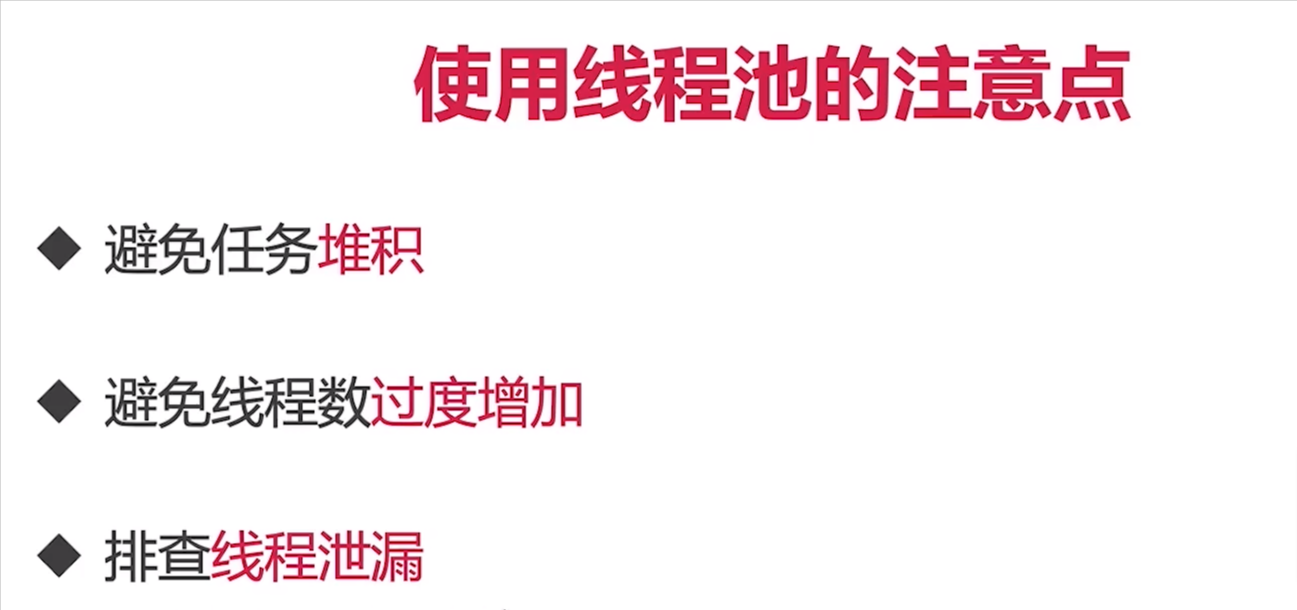 使用线程池的注意点
避免任务堆积
避免线程数过度增加
排查线程泄漏